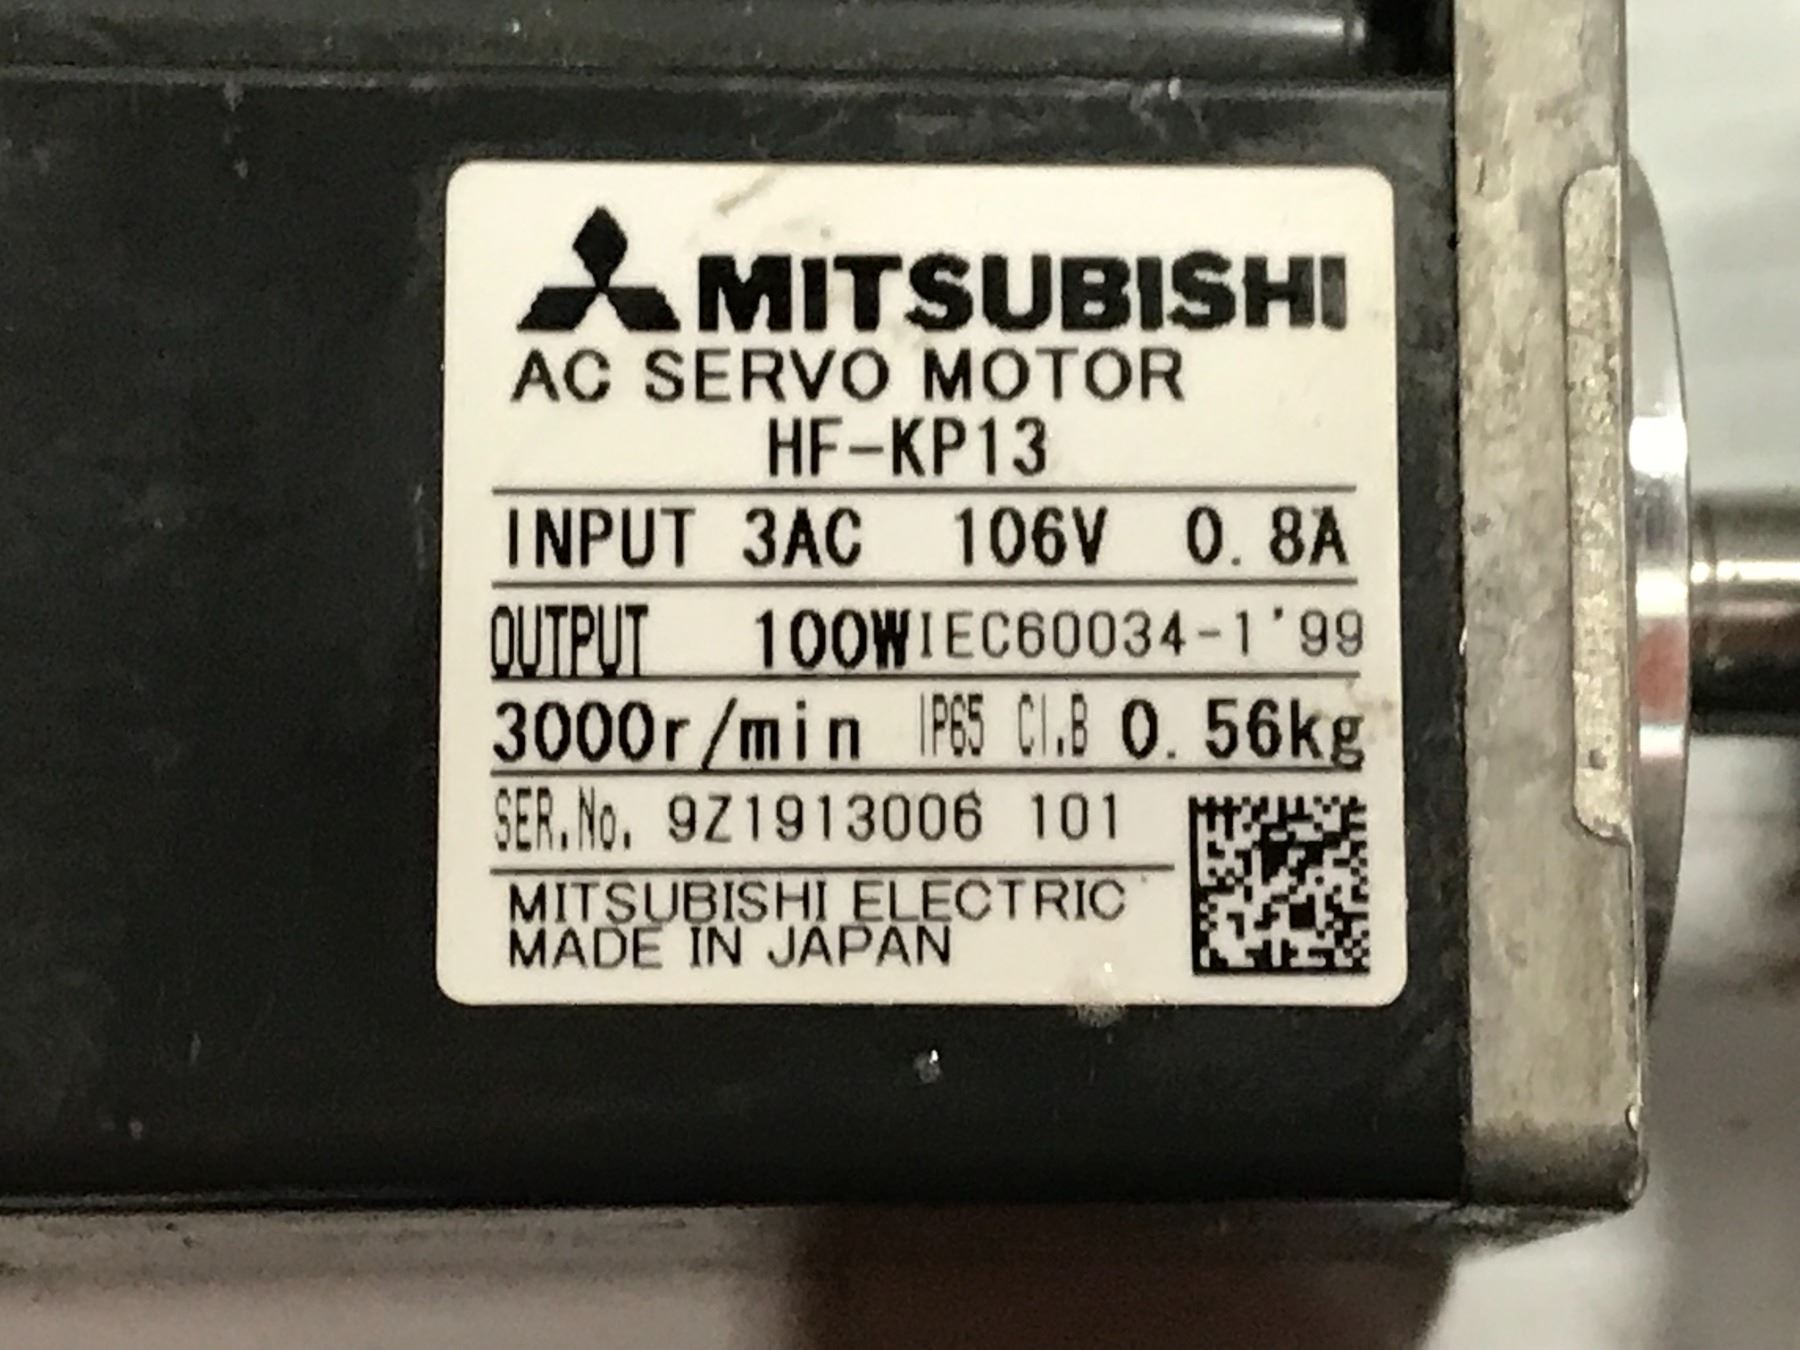 MITSUBISHI
AC SERVO MOTOR
HF-KP13
INPUT 3AC 106V 0.8A
OUTPUT 100W IEC60034-1'99
3000r/min IP65 CI.B 0.56kg
SER.No. 9Z1913006 101
MITSUBISHI ELECTRIC
MADE IN JAPAN